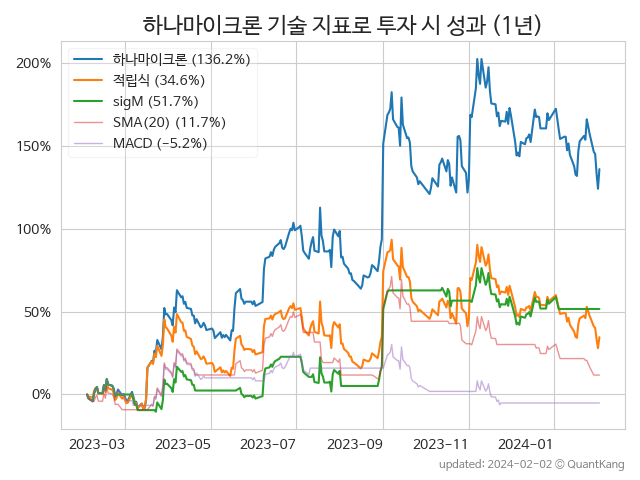 하나마이크론 기술 지표로 투자 시 성과 (1년)
하나마이크론 (136.2%)
적립식 (34.6%)
sigM (51.7%)
SMA(20) (11.7%)
MACD (−5.2%)
200%
150%
100%
50%
0%
2023-03 2023-05 2023-07 2023-09 2023-11 2024-01
updated: 2024-02-02 © QuantKang